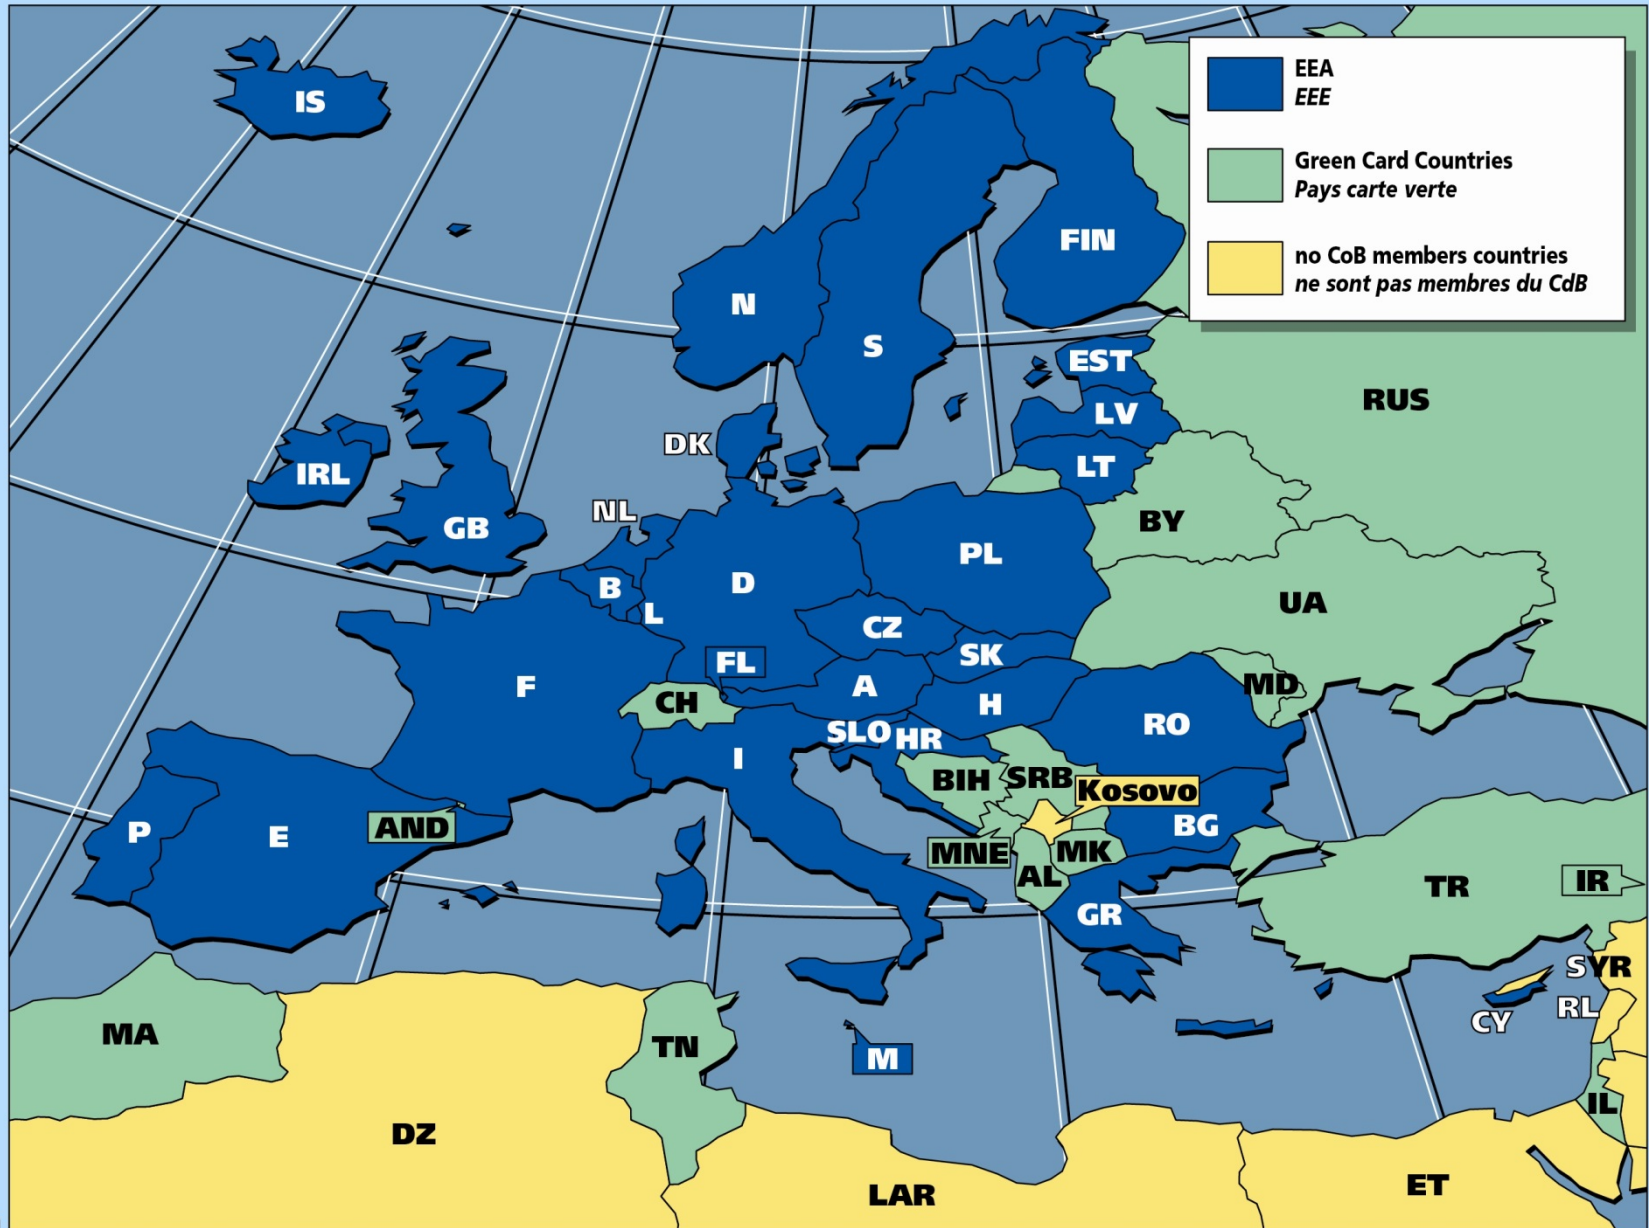 IS
EEA
EEE
Green Card Countries
Pays carte verte
no CoB members countries
ne sont pas membres du CdB
FIN
N
S
EST
RUS
LV
DK
LT
IRL
NL
BY
GB
PL
D
B
L
UA
CZ
SK
FL
MD
F
CH
A
H
RO
SLO
HR
I
BIH
SRB
Kosovo
P
E
AND
BG
MNE
MK
AL
TR
IR
GR
SYR
RL
CY
MA
TN
M
IL
DZ
LAR
ET